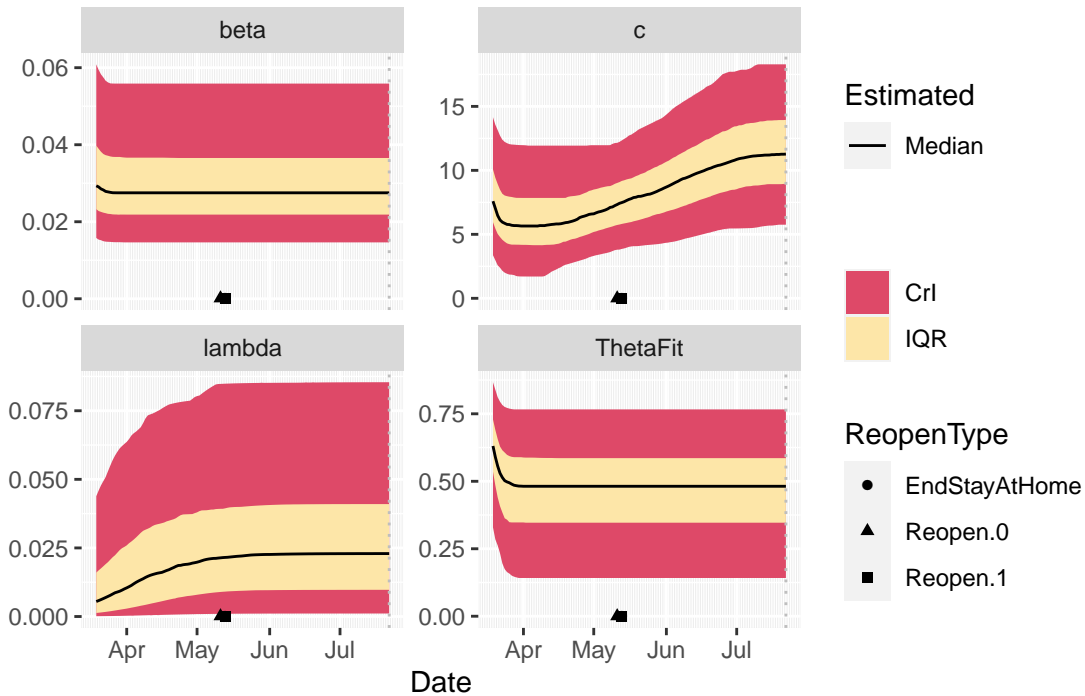 beta
c
0.06
0.04
0.02
0.00
15
10
5
0
lambda
ThetaFit
0.075
0.050
0.025
0.000
0.75
0.50
0.25
0.00
Apr May Jun Jul
Apr May Jun Jul
Date
Estimated
Median
CrI
IQR
ReopenType
EndStayAtHome
Reopen.0
Reopen.1